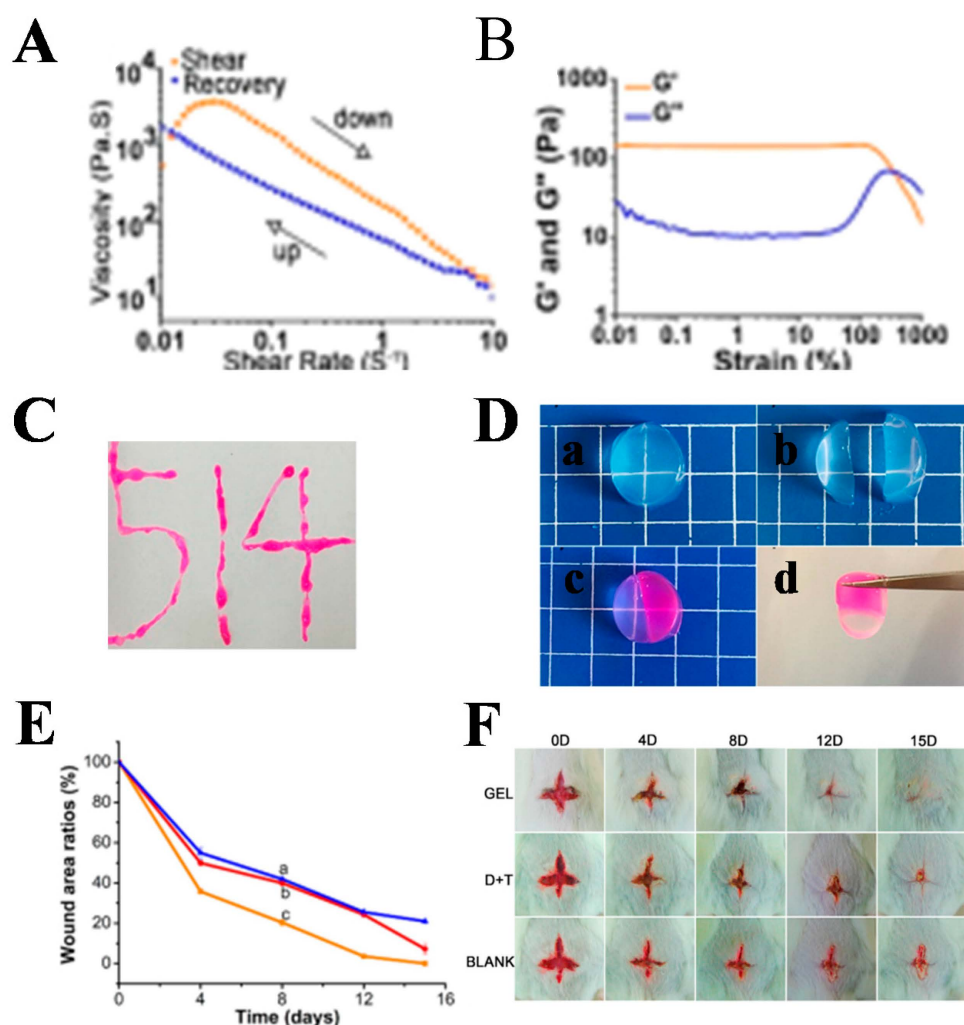 A
Shear
Recovery
down
up
10⁴
10³
10²
10¹
Viscosity (Pa.S)
0.01 0.1 1 10
Shear Rate (S⁻¹)
B
G'
G''
1000
100
10
1
G' and G'' (Pa)
0.01 0.1 1 10 100 1000
Strain (%)
C
514
D
a b
c d
E
a
b
c
100
80
60
40
20
0
Wound area ratios (%)
0 4 8 12 16
Time (days)
F
0D 4D 8D 12D 15D
GEL
D+T
BLANK